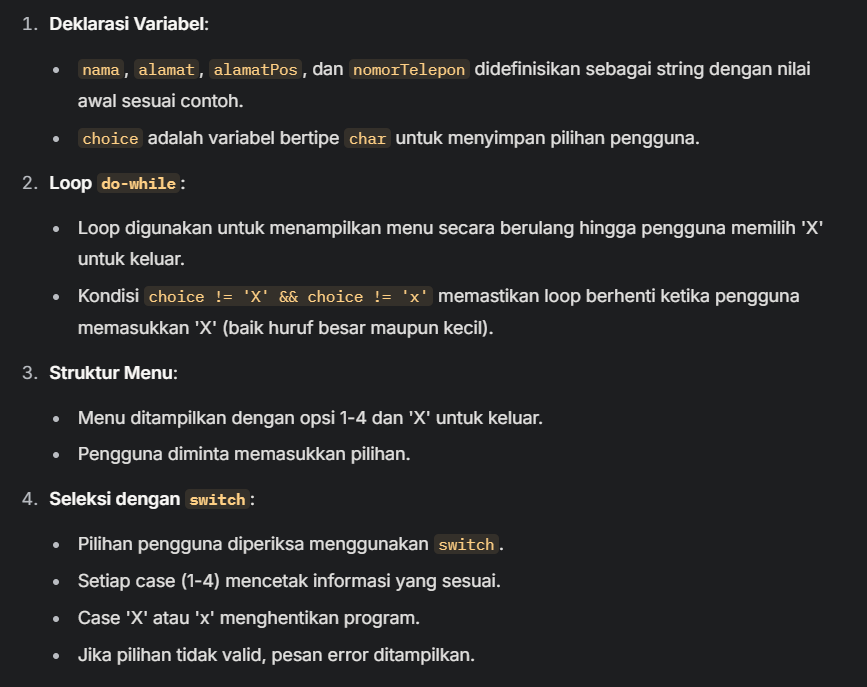 1. Deklarasi Variabel:
• nama, alamat, alamatPos, dan nomorTelepon didefinisikan sebagai string dengan nilai
awal sesuai contoh.
• choice adalah variabel bertipe char untuk menyimpan pilihan pengguna.
2. Loop do-while:
• Loop digunakan untuk menampilkan menu secara berulang hingga pengguna memilih 'X'
untuk keluar.
• Kondisi choice != 'X' && choice != 'x' memastikan loop berhenti ketika pengguna
memasukkan 'X' (baik huruf besar maupun kecil).
3. Struktur Menu:
• Menu ditampilkan dengan opsi 1-4 dan 'X' untuk keluar.
• Pengguna diminta memasukkan pilihan.
4. Seleksi dengan switch:
• Pilihan pengguna diperiksa menggunakan switch.
• Setiap case (1-4) mencetak informasi yang sesuai.
• Case 'X' atau 'x' menghentikan program.
• Jika pilihan tidak valid, pesan error ditampilkan.